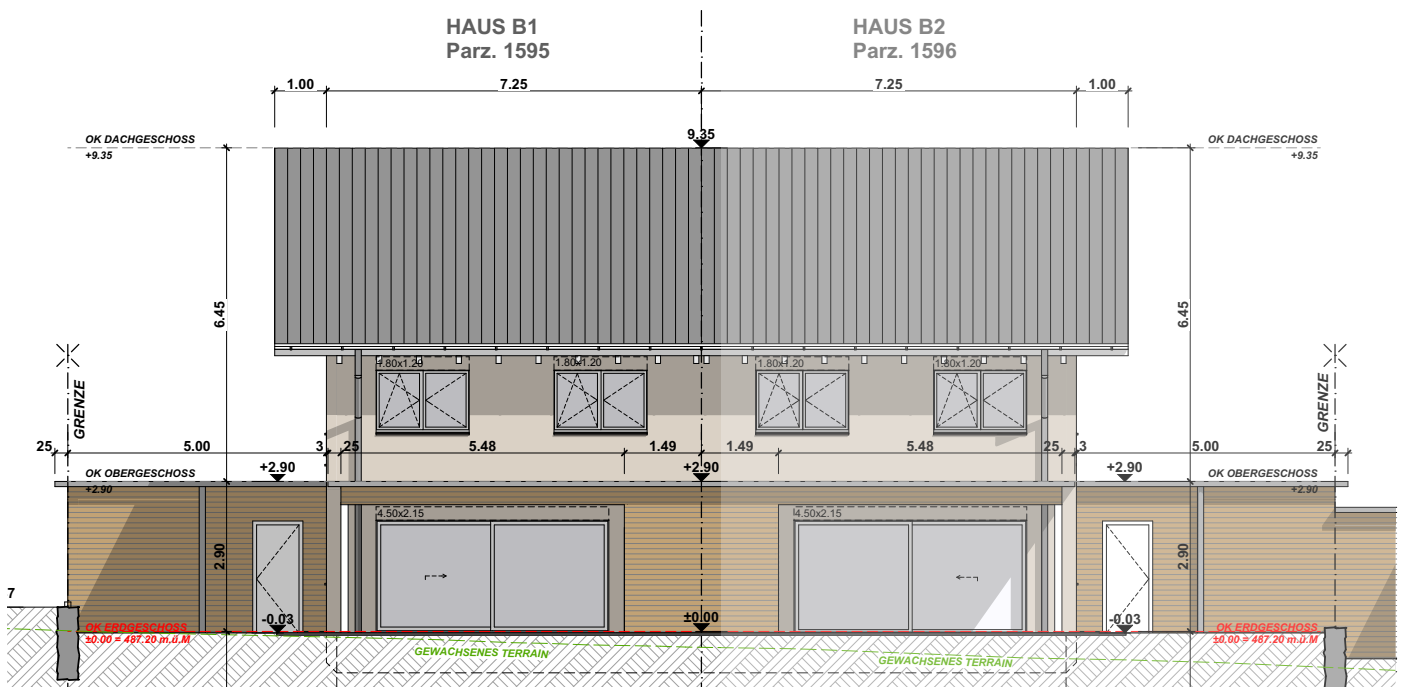 HAUS B1
Parz. 1595
HAUS B2
Parz. 1596
1.00 7.25 7.25 1.00
OK DACHGESCHOSS
+9.35
9.35
OK DACHGESCHOSS
+9.35
6.45
6.45
1.80x1.20 1.80x1.20 1.80x1.20 1.80x1.20
GRENZE
GRENZE
25 5.00 3 25 5.48 1.49 1.49 5.48 25 3 5.00 25
OK OBERGESCHOSS
+2.90
+2.90
+2.90
+2.90
OK OBERGESCHOSS
+2.90
4.50x2.15 4.50x2.15
2.90
2.90
7
-0.03
±0.00
-0.03
OK ERDGESCHOSS
±0.00 = 487.20 m.ü.M
OK ERDGESCHOSS
±0.00 = 487.20 m.ü.M
GEWACHSENES TERRAIN
GEWACHSENES TERRAIN